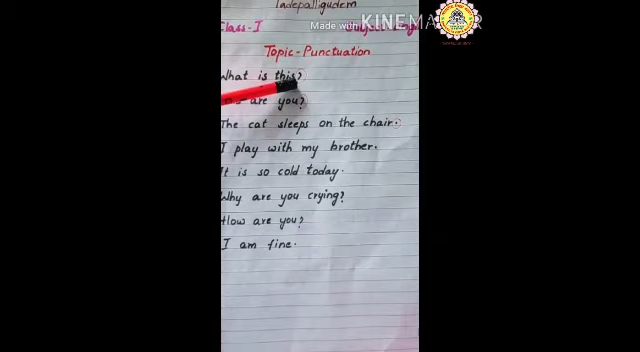 Tadepalligudem
Made with KINEMASTER
Class-I
Topic-Punctuation
What is this?
are you?
The cat sleeps on the chair.
I play with my brother.
It is so cold today.
Why are you crying?
How are you?
I am fine.